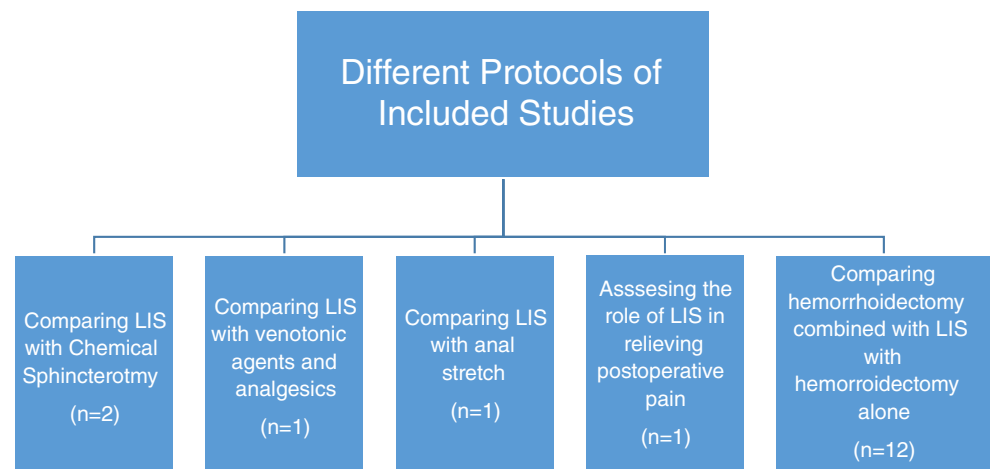 Different Protocols of
Included Studies
Comparing LIS
with Chemical
Sphincterotmy
(n=2)
Comparing LIS
with venotonic
agents and
analgesics
(n=1)
Comparing LIS
with anal
stretch
(n=1)
Asssesing the
role of LIS in
relieving
postoperative
pain
(n=1)
Comparing
hemorrhoidectomy
combined with LIS
with
hemorroidectomy
alone
(n=12)